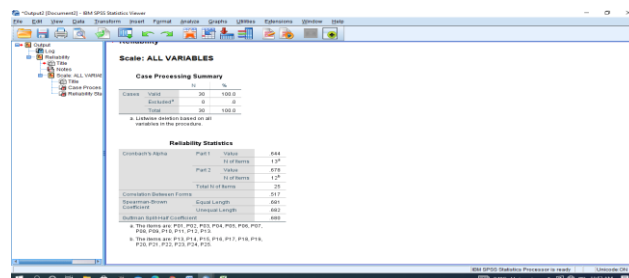 *Output2 [Document2] - IBM SPSS Statistics Viewer
File Edit View Data Transform Insert Format Analyze Graphs Utilities Extensions Window Help
Output
Log
Reliability
Title
Notes
Scale: ALL VARIAB
Title
Case Proces
Reliability Sta
Reliability
Scale: ALL VARIABLES
Case Processing Summary
N %
Cases Valid 30 100.0
Excludedᵃ 0 .0
Total 30 100.0
a. Listwise deletion based on all
variables in the procedure.
Reliability Statistics
Cronbach's Alpha Part 1 Value .644
N of Items 13ᵃ
Part 2 Value .678
N of Items 12ᵇ
Total N of Items 25
Correlation Between Forms .517
Spearman-Brown
Coefficient Equal Length .681
Unequal Length .682
Guttman Split-Half Coefficient .680
a. The items are: P01, P02, P03, P04, P05, P06, P07,
P08, P09, P10, P11, P12, P13.
b. The items are: P13, P14, P15, P16, P17, P18, P19,
P20, P21, P22, P23, P24, P25.
IBM SPSS Statistics Processor is ready Unicode:ON